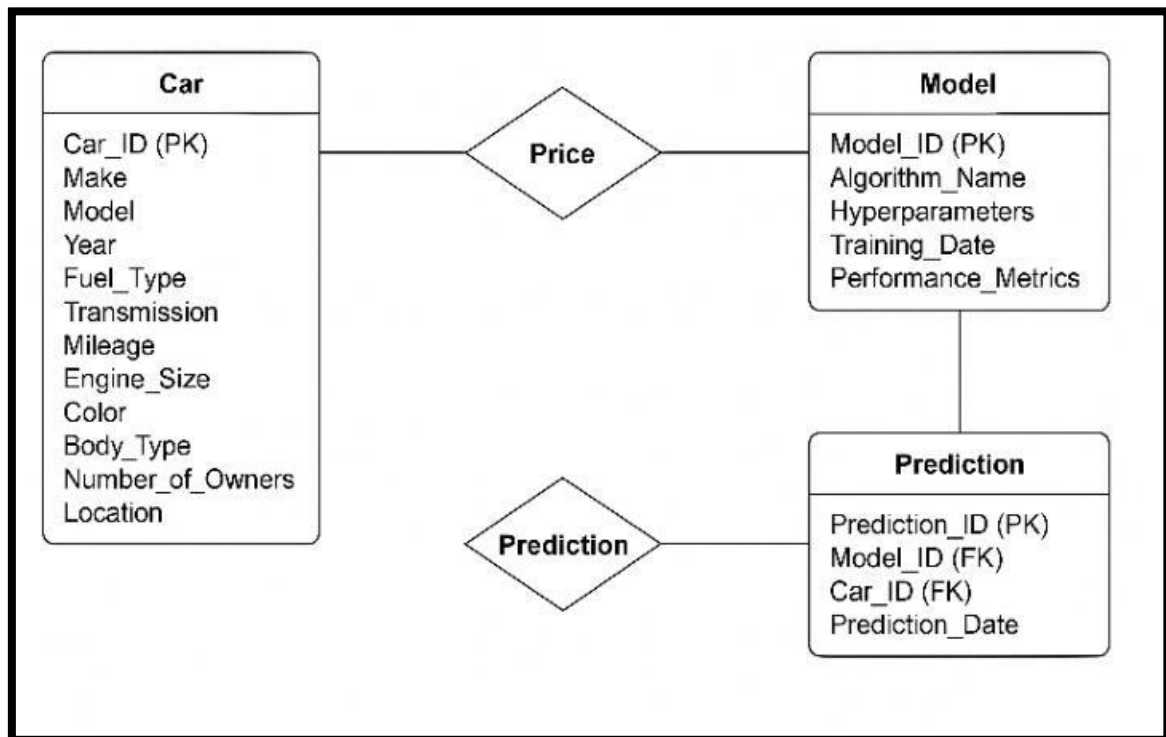 Car
Car_ID (PK)
Make
Model
Year
Fuel_Type
Transmission
Mileage
Engine_Size
Color
Body_Type
Number_of_Owners
Location
Price
Model
Model_ID (PK)
Algorithm_Name
Hyperparameters
Training_Date
Performance_Metrics
Prediction
Prediction
Prediction_ID (PK)
Model_ID (FK)
Car_ID (FK)
Prediction_Date